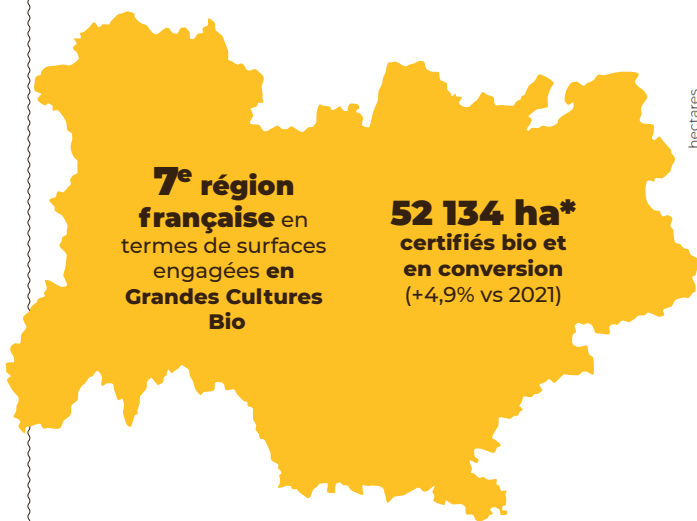 7e région
française en
termes de surfaces
engagées en
Grandes Cultures
Bio
52 134 ha*
certifiés bio et
en conversion
(+4,9% vs 2021)
hectares